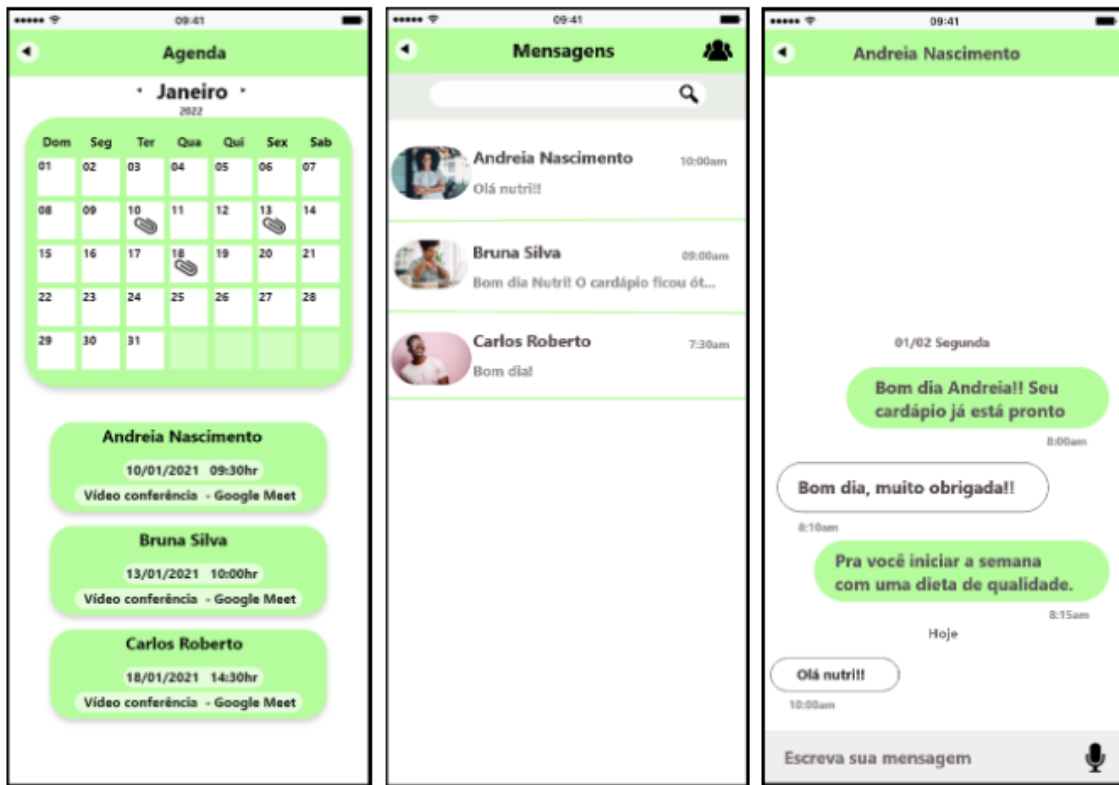 09:41
Agenda
Janeiro
2022
Dom Seg Ter Qua Qui Sex Sab
01 02 03 04 05 06 07
08 09 10 11 12 13 14
15 16 17 18 19 20 21
22 23 24 25 26 27 28
29 30 31
Andreia Nascimento
10/01/2021 09:30hr
Vídeo conferência - Google Meet
Bruna Silva
13/01/2021 10:00hr
Vídeo conferência - Google Meet
Carlos Roberto
18/01/2021 14:30hr
Vídeo conferência - Google Meet
09:41
Mensagens
Andreia Nascimento 10:00am
Olá nutri!!
Bruna Silva 09:00am
Bom dia Nutri! O cardápio ficou ót...
Carlos Roberto 7:30am
Bom dia!
09:41
Andreia Nascimento
01/02 Segunda
Bom dia Andreia!! Seu
cardápio já está pronto
8:00am
Bom dia, muito obrigada!!
8:10am
Pra você iniciar a semana
com uma dieta de qualidade.
8:15am
Hoje
Olá nutri!!
10:00am
Escreva sua mensagem